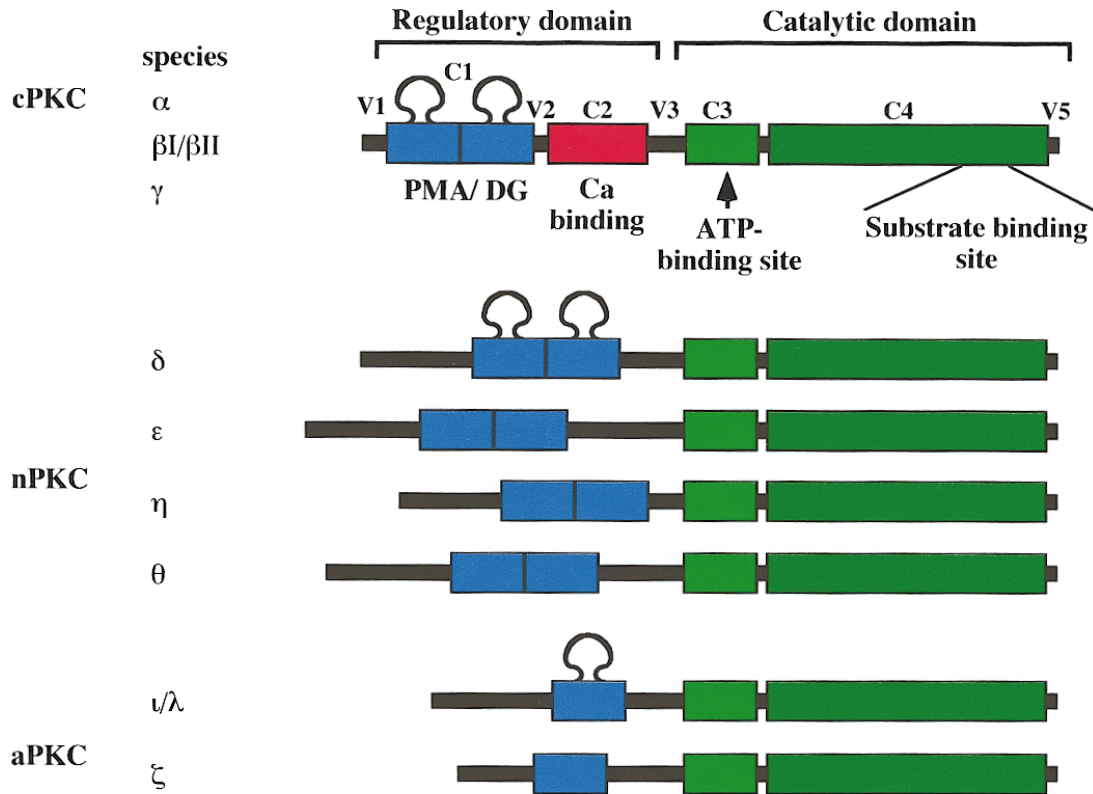 Regulatory domain
Catalytic domain
species
cPKC
α
V1
C1
V2
C2
V3
C3
C4
V5
βI/βII
γ
PMA/ DG
Ca
binding
ATP-
binding site
Substrate binding
site
δ
ε
nPKC
η
θ
ι/λ
aPKC
ζ